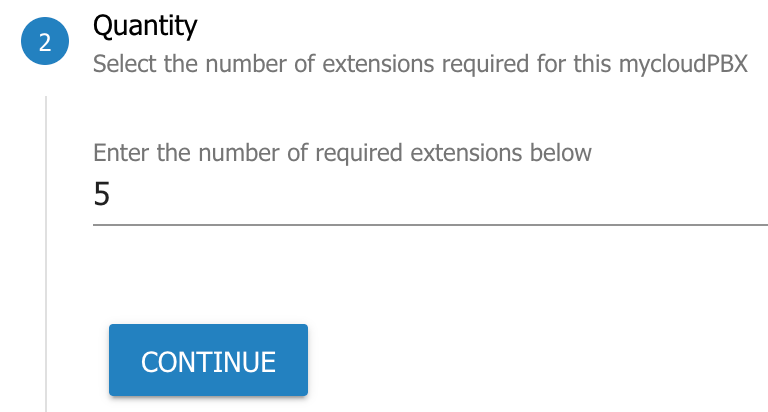 2
Quantity
Select the number of extensions required for this mycloudPBX
Enter the number of required extensions below
5
CONTINUE